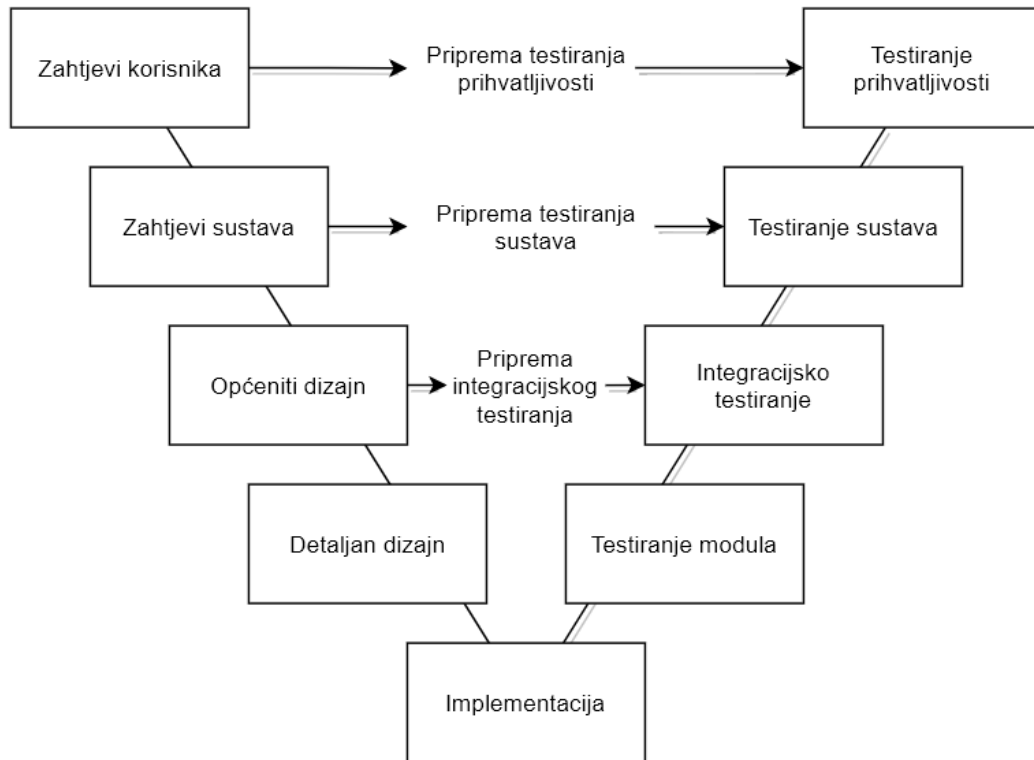 Zahtjevi korisnika
Priprema testiranja
prihvatljivosti
Testiranje
prihvatljivosti
Zahtjevi sustava
Priprema testiranja
sustava
Testiranje sustava
Općeniti dizajn
Priprema
integracijskog
testiranja
Integracijsko
testiranje
Detaljan dizajn
Testiranje modula
Implementacija